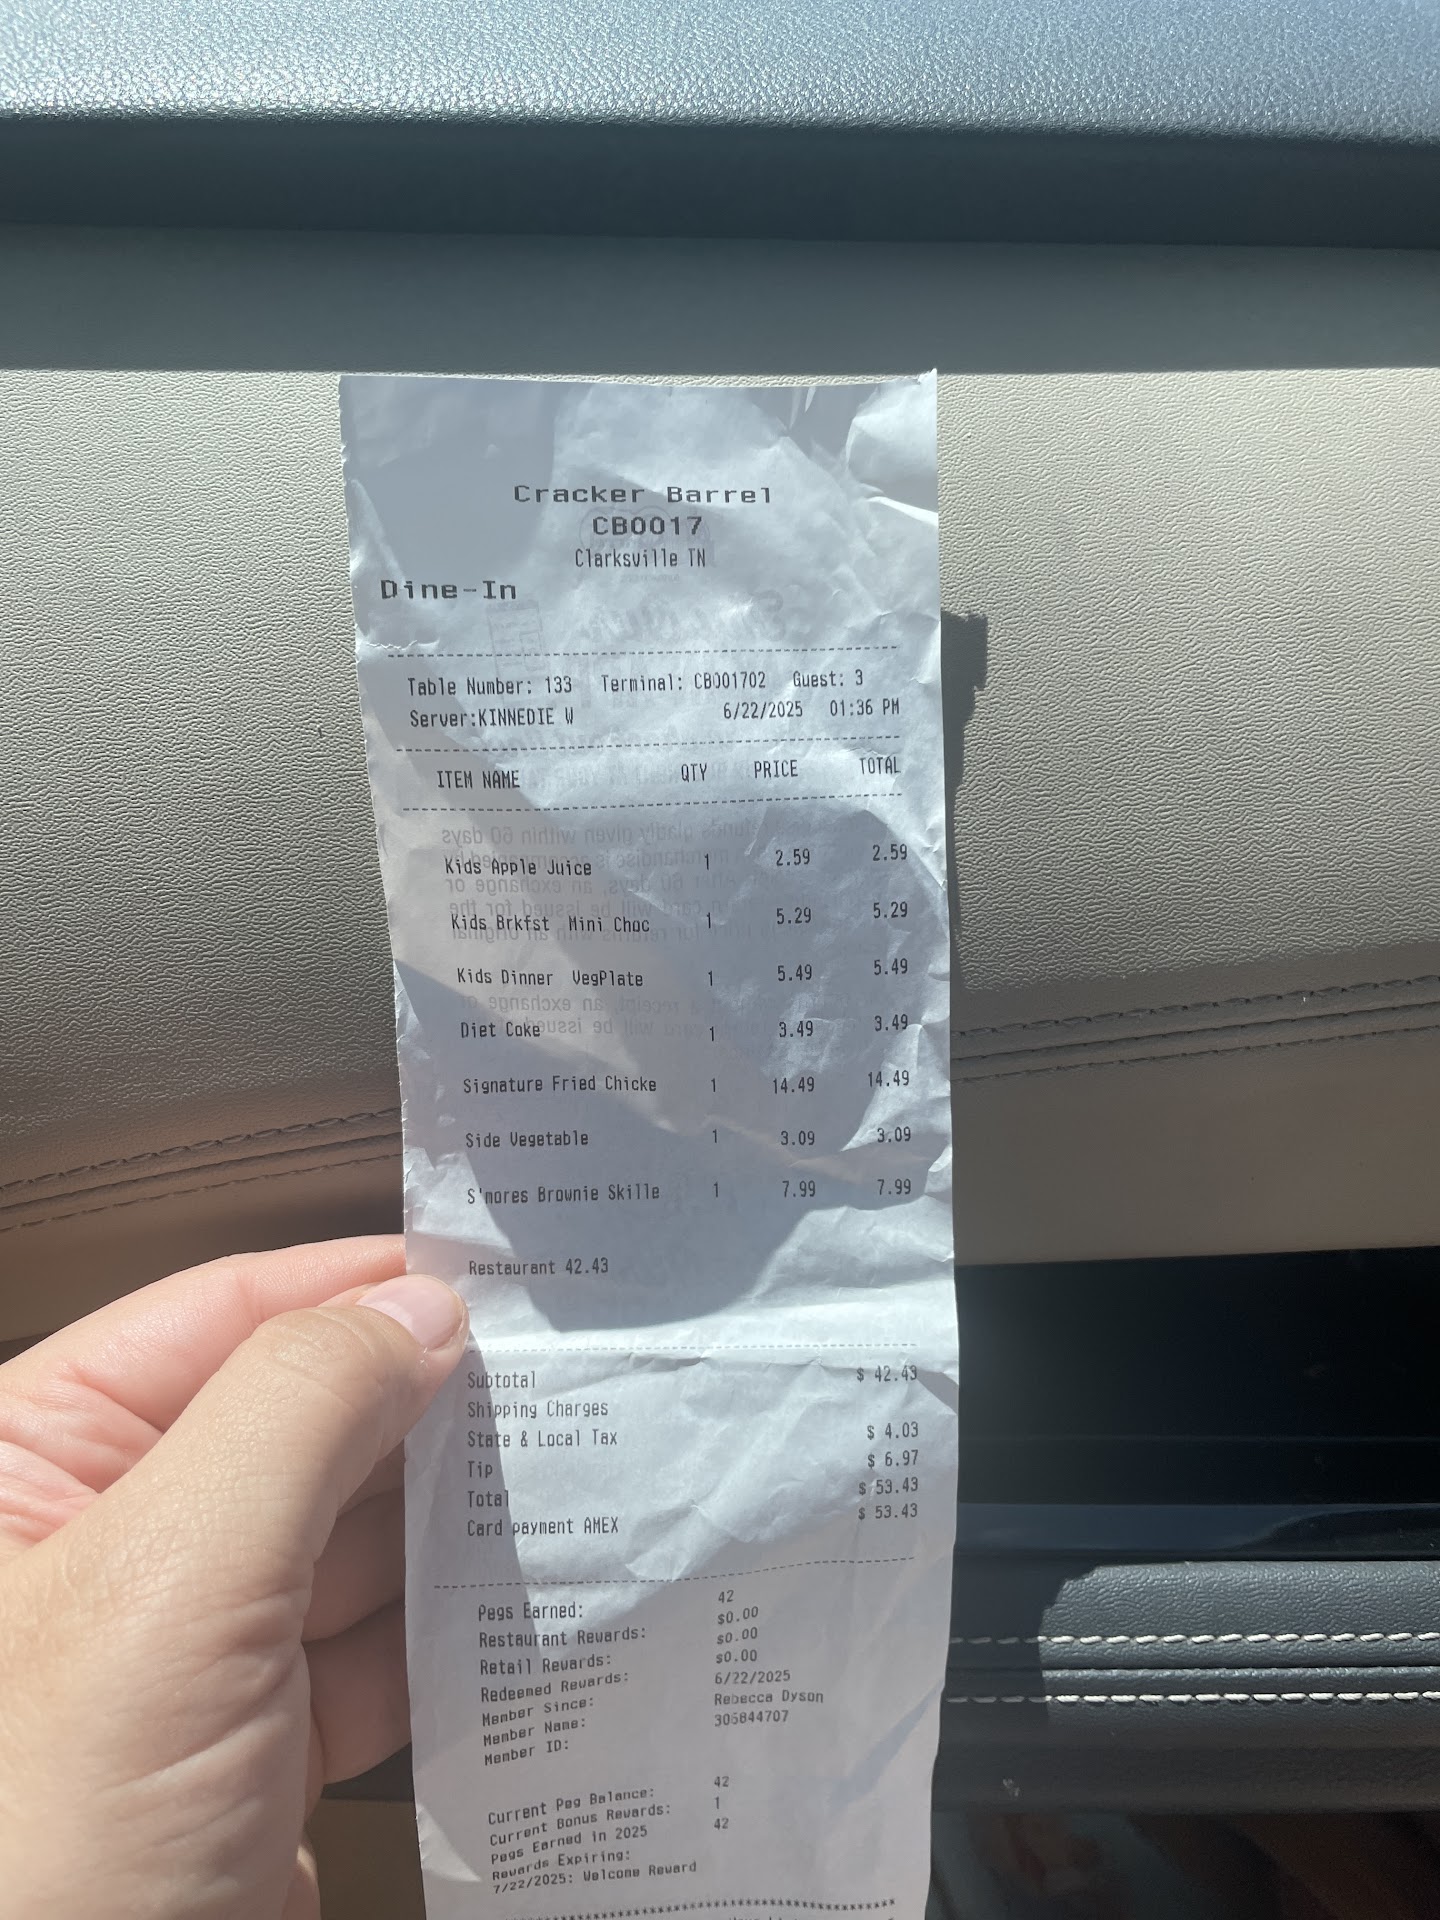 Cracker Barrel
CB0017
Clarksville TN
Dine-In
Table Number: 133 Terminal: CB001702 Guest: 3
Server:KINNEDIE W 6/22/2025 01:36 PM
ITEM NAME QTY PRICE TOTAL
Kids Apple Juice 1 2.59 2.59
Kids Brkfst Mini Choc 1 5.29 5.29
Kids Dinner VegPlate 1 5.49 5.49
Diet Coke 1 3.49 3.49
Signature Fried Chicke 1 14.49 14.49
Side Vegetable 1 3.09 3.09
S'mores Brownie Skille 1 7.99 7.99
Restaurant 42.43
Subtotal $ 42.43
Shipping Charges
State & Local Tax $ 4.03
Tip $ 6.97
Total $ 53.43
Card payment AMEX $ 53.43
Pegs Earned: 42
Restaurant Rewards: $0.00
Retail Rewards: $0.00
Redeemed Rewards: $0.00
Member Since: 6/22/2025
Member Name: Rebecca Dyson
Member ID: 305844707
Current Peg Balance: 42
Current Bonus Rewards: 1
Pegs Earned in 2025 42
Rewards Expiring:
7/22/2025: Welcome Reward